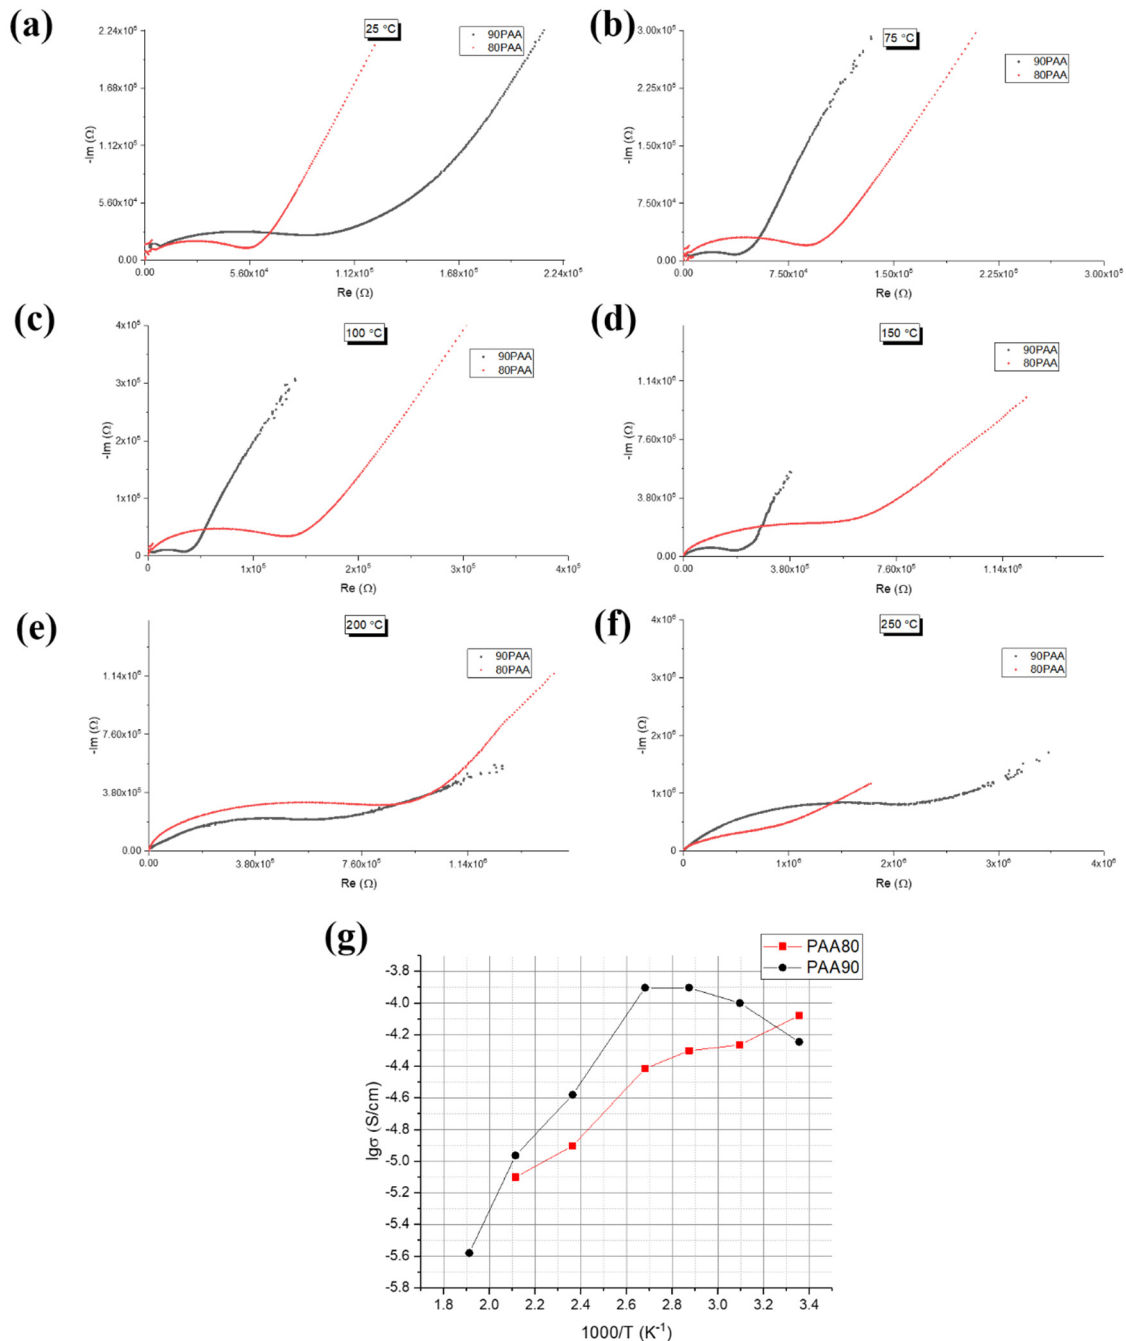 (a)
25 °C
90PAA
80PAA
2.24x10⁵
1.68x10⁵
1.12x10⁵
5.60x10⁴
0.00
-Im (Ω)
0.00 5.60x10⁴ 1.12x10⁵ 1.68x10⁵ 2.24x10⁵
Re (Ω)
(b)
75 °C
90PAA
80PAA
3.00x10⁵
2.25x10⁵
1.50x10⁵
7.50x10⁴
0.00
-Im (Ω)
0.00 7.50x10⁴ 1.50x10⁵ 2.25x10⁵ 3.00x10⁵
Re (Ω)
(c)
100 °C
90PAA
80PAA
4x10⁵
3x10⁵
2x10⁵
1x10⁵
0
-Im (Ω)
0 1x10⁵ 2x10⁵ 3x10⁵ 4x10⁵
Re (Ω)
(d)
150 °C
90PAA
80PAA
1.14x10⁶
7.60x10⁵
3.80x10⁵
0.00
-Im (Ω)
0.00 3.80x10⁵ 7.60x10⁵ 1.14x10⁶
Re (Ω)
(e)
200 °C
90PAA
80PAA
1.14x10⁶
7.60x10⁵
3.80x10⁵
0.00
-Im (Ω)
0.00 3.80x10⁵ 7.60x10⁵ 1.14x10⁶
Re (Ω)
(f)
250 °C
90PAA
80PAA
4x10⁶
3x10⁶
2x10⁶
1x10⁶
0
-Im (Ω)
0 1x10⁶ 2x10⁶ 3x10⁶ 4x10⁶
Re (Ω)
(g)
PAA80
PAA90
-3.8
-4.0
-4.2
-4.4
-4.6
-4.8
-5.0
-5.2
-5.4
-5.6
-5.8
lgσ (S/cm)
1.8 2.0 2.2 2.4 2.6 2.8 3.0 3.2 3.4
1000/T (K⁻¹)